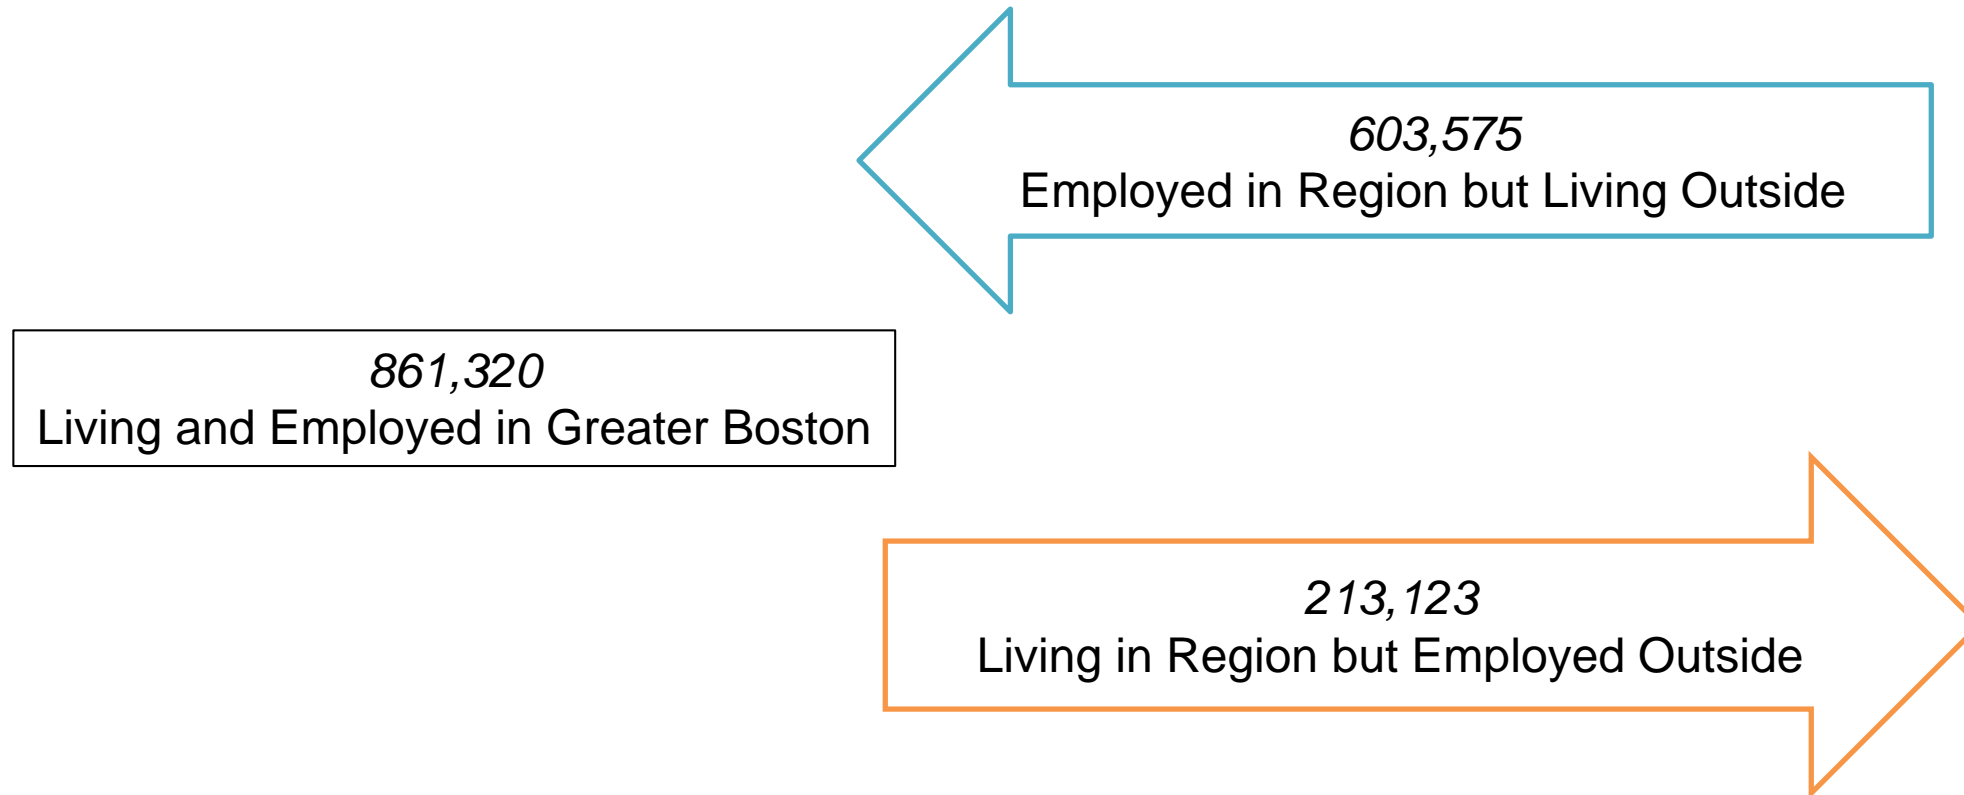 603,575
Employed in Region but Living Outside
861,320
Living and Employed in Greater Boston
213,123
Living in Region but Employed Outside